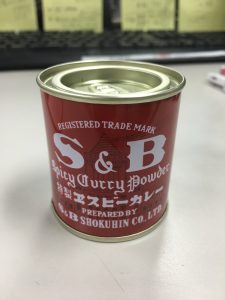 REGISTERED TRADE MARK
S & B
Spicy Curry Powder
特製ヱスビーカレー
PREPARED BY
S & B SHOKUHIN CO., LTD.